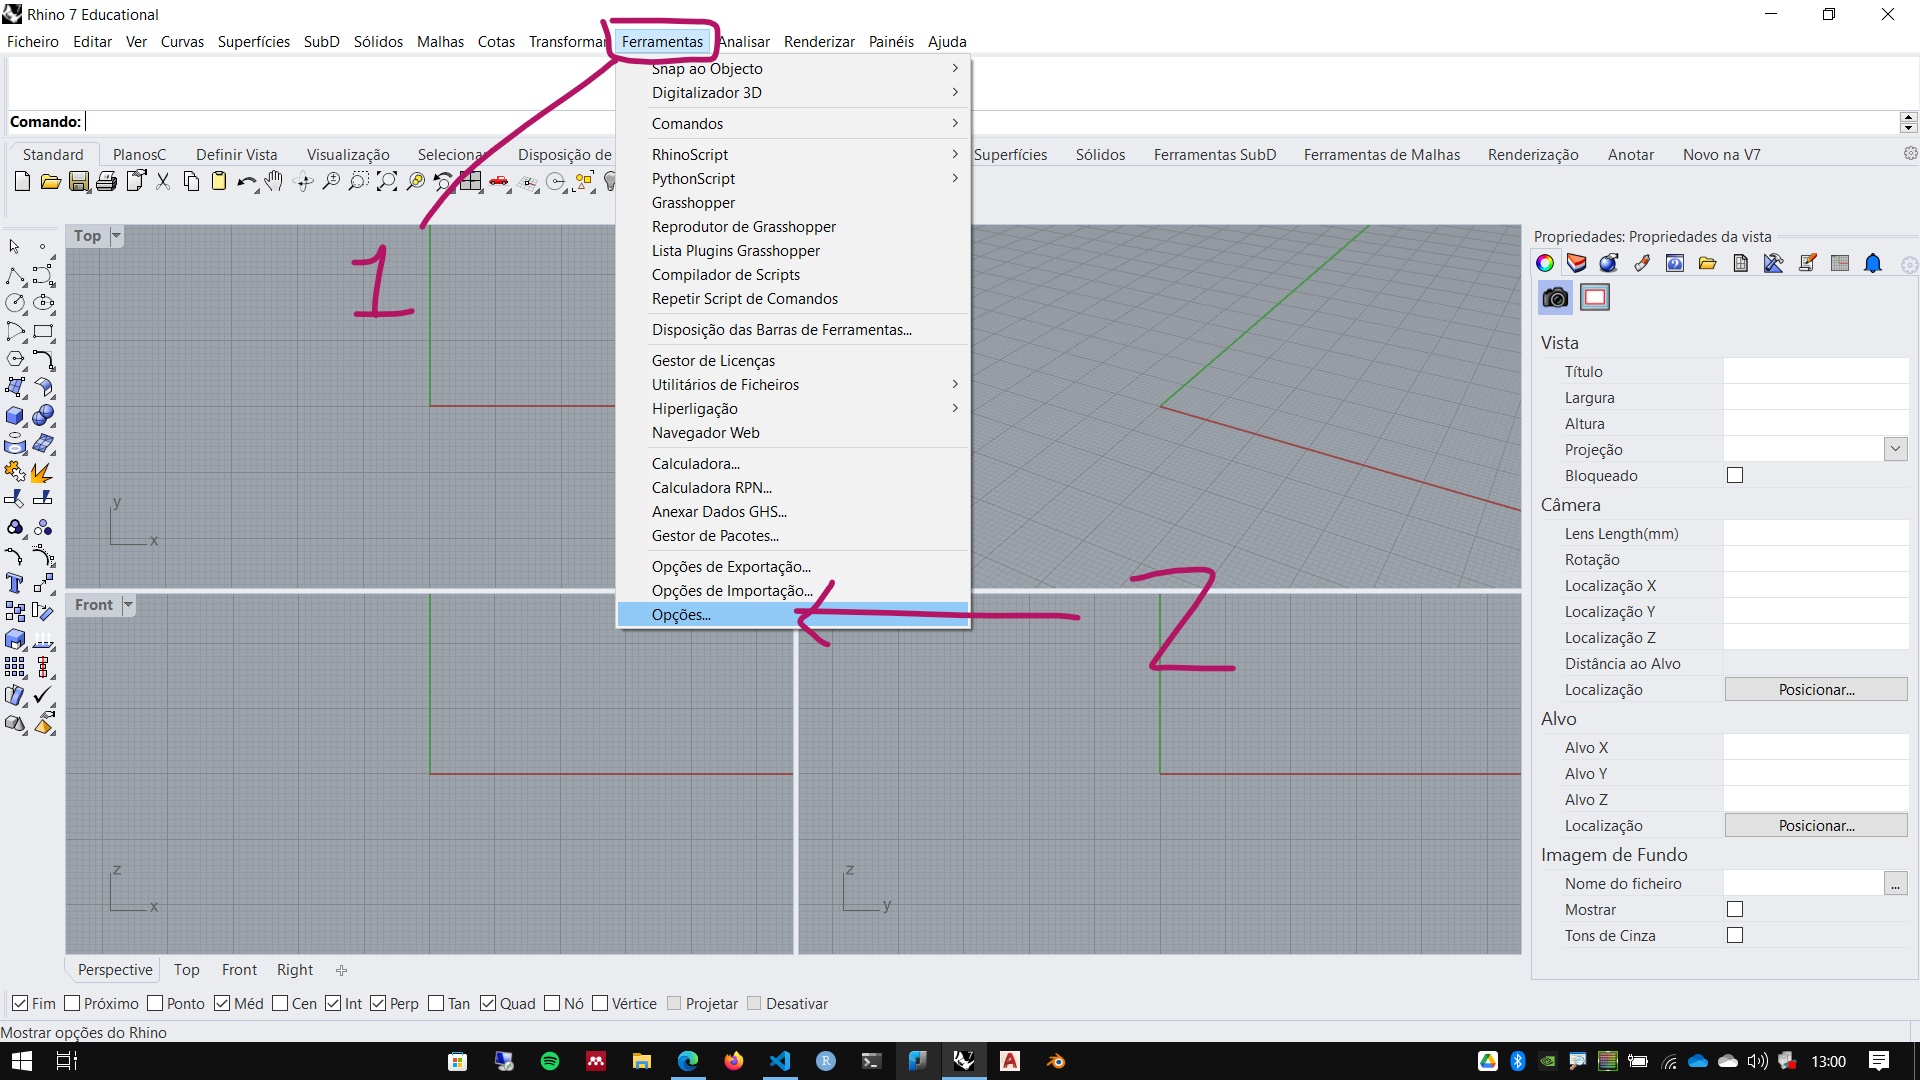 Rhino 7 Educational
Ficheiro Editar Ver Curvas Superfícies SubD Sólidos Malhas Cotas Transformar Ferramentas Analisar Renderizar Painéis Ajuda
Comando:
Standard PlanosC Definir Vista Visualização Selecionar Disposição de Superfícies Sólidos Ferramentas SubD Ferramentas de Malhas Renderização Anotar Novo na V7
Snap ao Objecto
Digitalizador 3D
Comandos
RhinoScript
PythonScript
Grasshopper
Reprodutor de Grasshopper
Lista Plugins Grasshopper
Compilador de Scripts
Repetir Script de Comandos
Disposição das Barras de Ferramentas...
Gestor de Licenças
Utilitários de Ficheiros
Hiperligação
Navegador Web
Calculadora...
Calculadora RPN...
Anexar Dados GHS...
Gestor de Pacotes...
Opções de Exportação...
Opções de Importação...
Opções...
1
2
Top
y
x
Front
z
x
z
y
Propriedades: Propriedades da vista
Vista
Título
Largura
Altura
Projeção
Bloqueado
Câmera
Lens Length(mm)
Rotação
Localização X
Localização Y
Localização Z
Distância ao Alvo
Localização Posicionar...
Alvo
Alvo X
Alvo Y
Alvo Z
Localização Posicionar...
Imagem de Fundo
Nome do ficheiro ...
Mostrar
Tons de Cinza
Perspective Top Front Right
Fim Próximo Ponto Méd Cen Int Perp Tan Quad Nó Vértice Projetar Desativar
Mostrar opções do Rhino
13:00